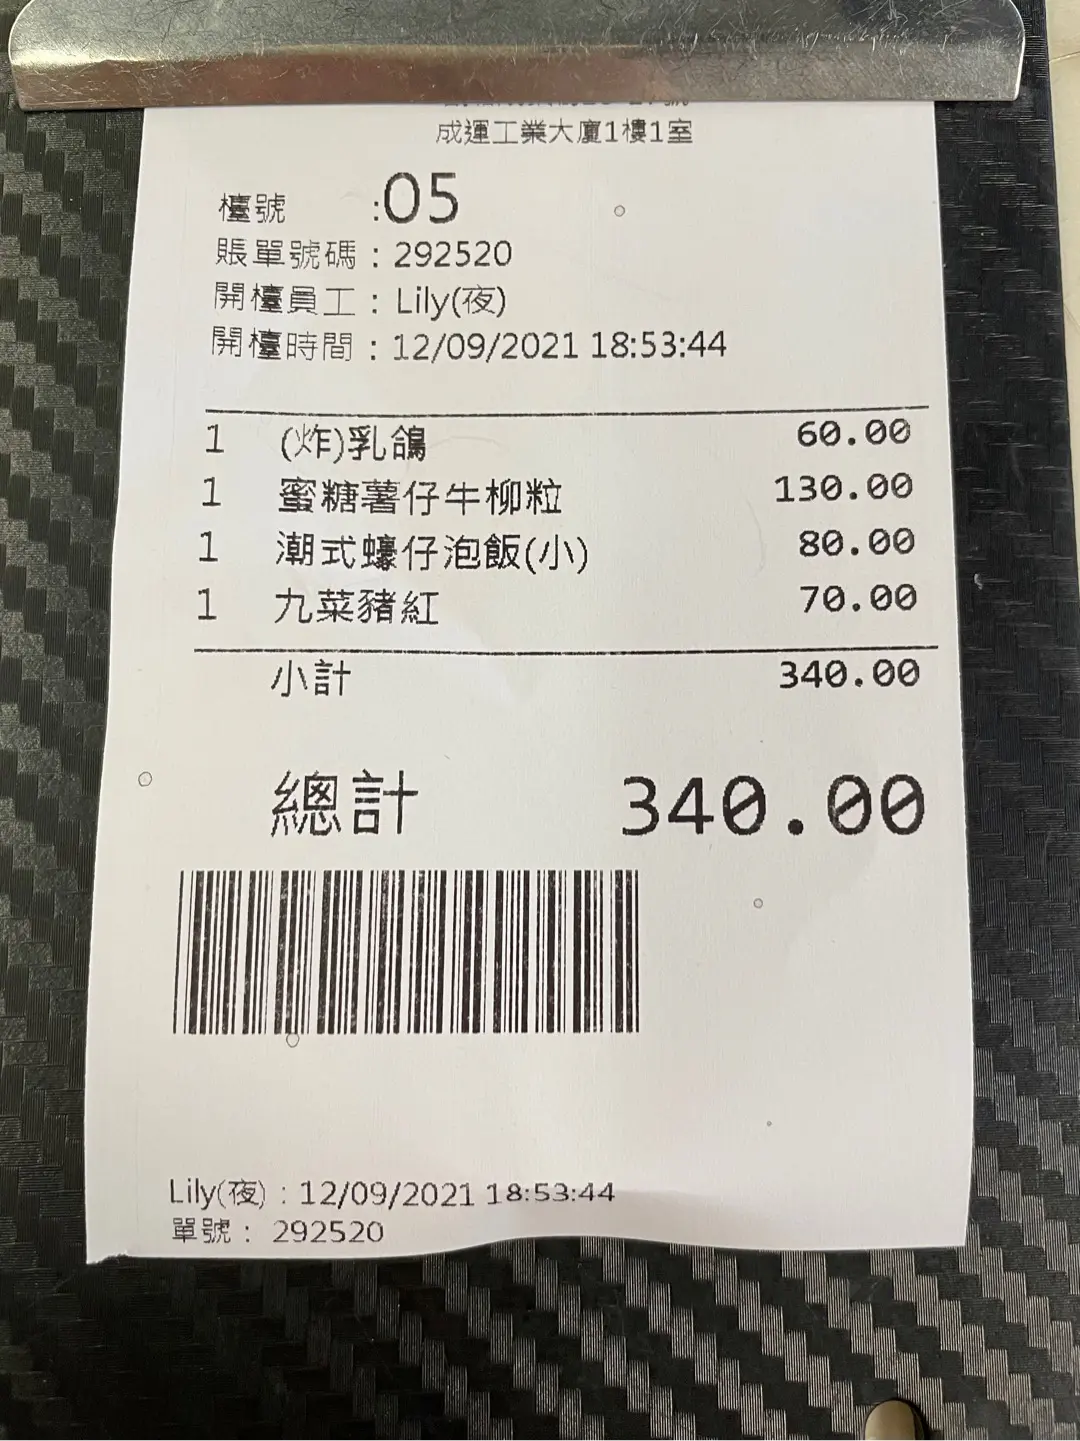 成運工業大廈1樓1室
檯號 :05
賬單號碼 : 292520
開檯員工 : Lily(夜)
開檯時間 : 12/09/2021 18:53:44
1 (炸)乳鴿 60.00
1 蜜糖薯仔牛柳粒 130.00
1 潮式蠔仔泡飯(小) 80.00
1 九菜豬紅 70.00
小計 340.00
總計 340.00
Lily(夜) : 12/09/2021 18:53:44
單號 : 292520